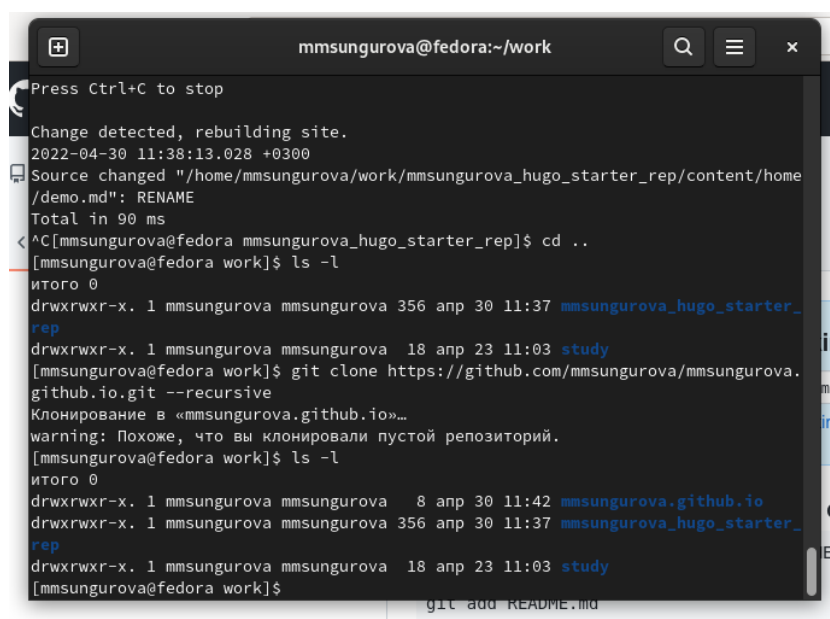 mmsungurova@fedora:~/work
Press Ctrl+C to stop
Change detected, rebuilding site.
2022-04-30 11:38:13.028 +0300
Source changed "/home/mmsungurova/work/mmsungurova_hugo_starter_rep/content/home
/demo.md": RENAME
Total in 90 ms
^C[mmsungurova@fedora mmsungurova_hugo_starter_rep]$ cd ..
[mmsungurova@fedora work]$ ls -l
итого 0
drwxrwxr-x. 1 mmsungurova mmsungurova 356 апр 30 11:37 mmsungurova_hugo_starter_
rep
drwxrwxr-x. 1 mmsungurova mmsungurova  18 апр 23 11:03 study
[mmsungurova@fedora work]$ git clone https://github.com/mmsungurova/mmsungurova.
github.io.git --recursive
Клонирование в «mmsungurova.github.io»…
warning: Похоже, что вы клонировали пустой репозиторий.
[mmsungurova@fedora work]$ ls -l
итого 0
drwxrwxr-x. 1 mmsungurova mmsungurova   8 апр 30 11:42 mmsungurova.github.io
drwxrwxr-x. 1 mmsungurova mmsungurova 356 апр 30 11:37 mmsungurova_hugo_starter_
rep
drwxrwxr-x. 1 mmsungurova mmsungurova  18 апр 23 11:03 study
[mmsungurova@fedora work]$
git add README.md